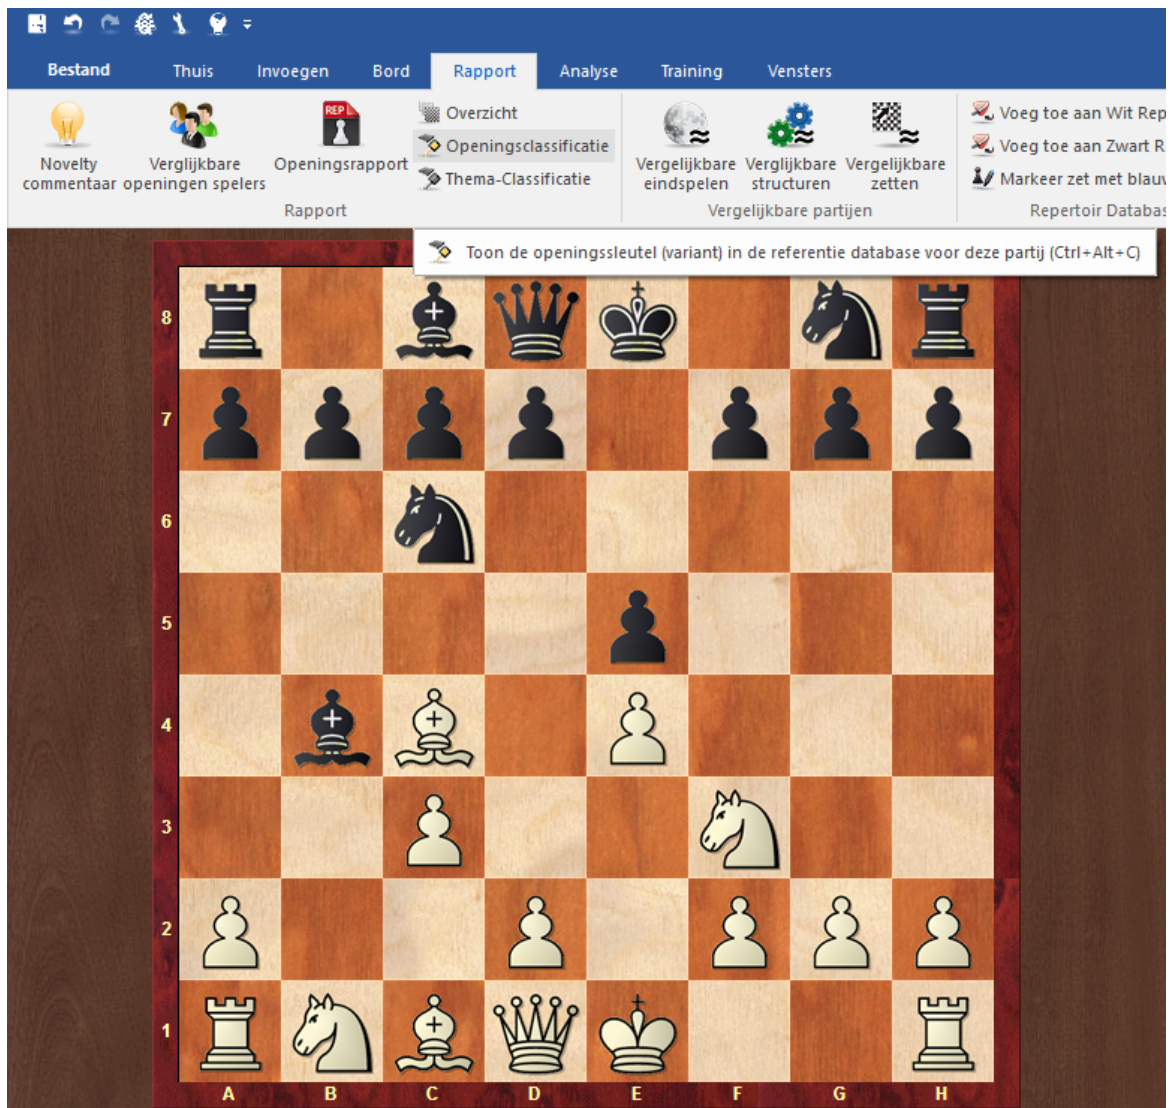 Bestand Thuis Invoegen Bord Rapport Analyse Training Vensters
Novelty
commentaar
Verglijkbare
openingen spelers
REP
Openingsrapport
Overzicht
Openingsclassificatie
Thema-Classificatie
Rapport
Vergelijkbare
eindspelen
Verglijkbare
structuren
Vergelijkbare
zetten
Vergelijkbare partijen
Voeg toe aan Wit Rep
Voeg toe aan Zwart R
Markeer zet met blauw
Repertoir Databas
Toon de openingssleutel (variant) in de referentie database voor deze partij (Ctrl+Alt+C)
8
7
6
5
4
3
2
1
A B C D E F G H